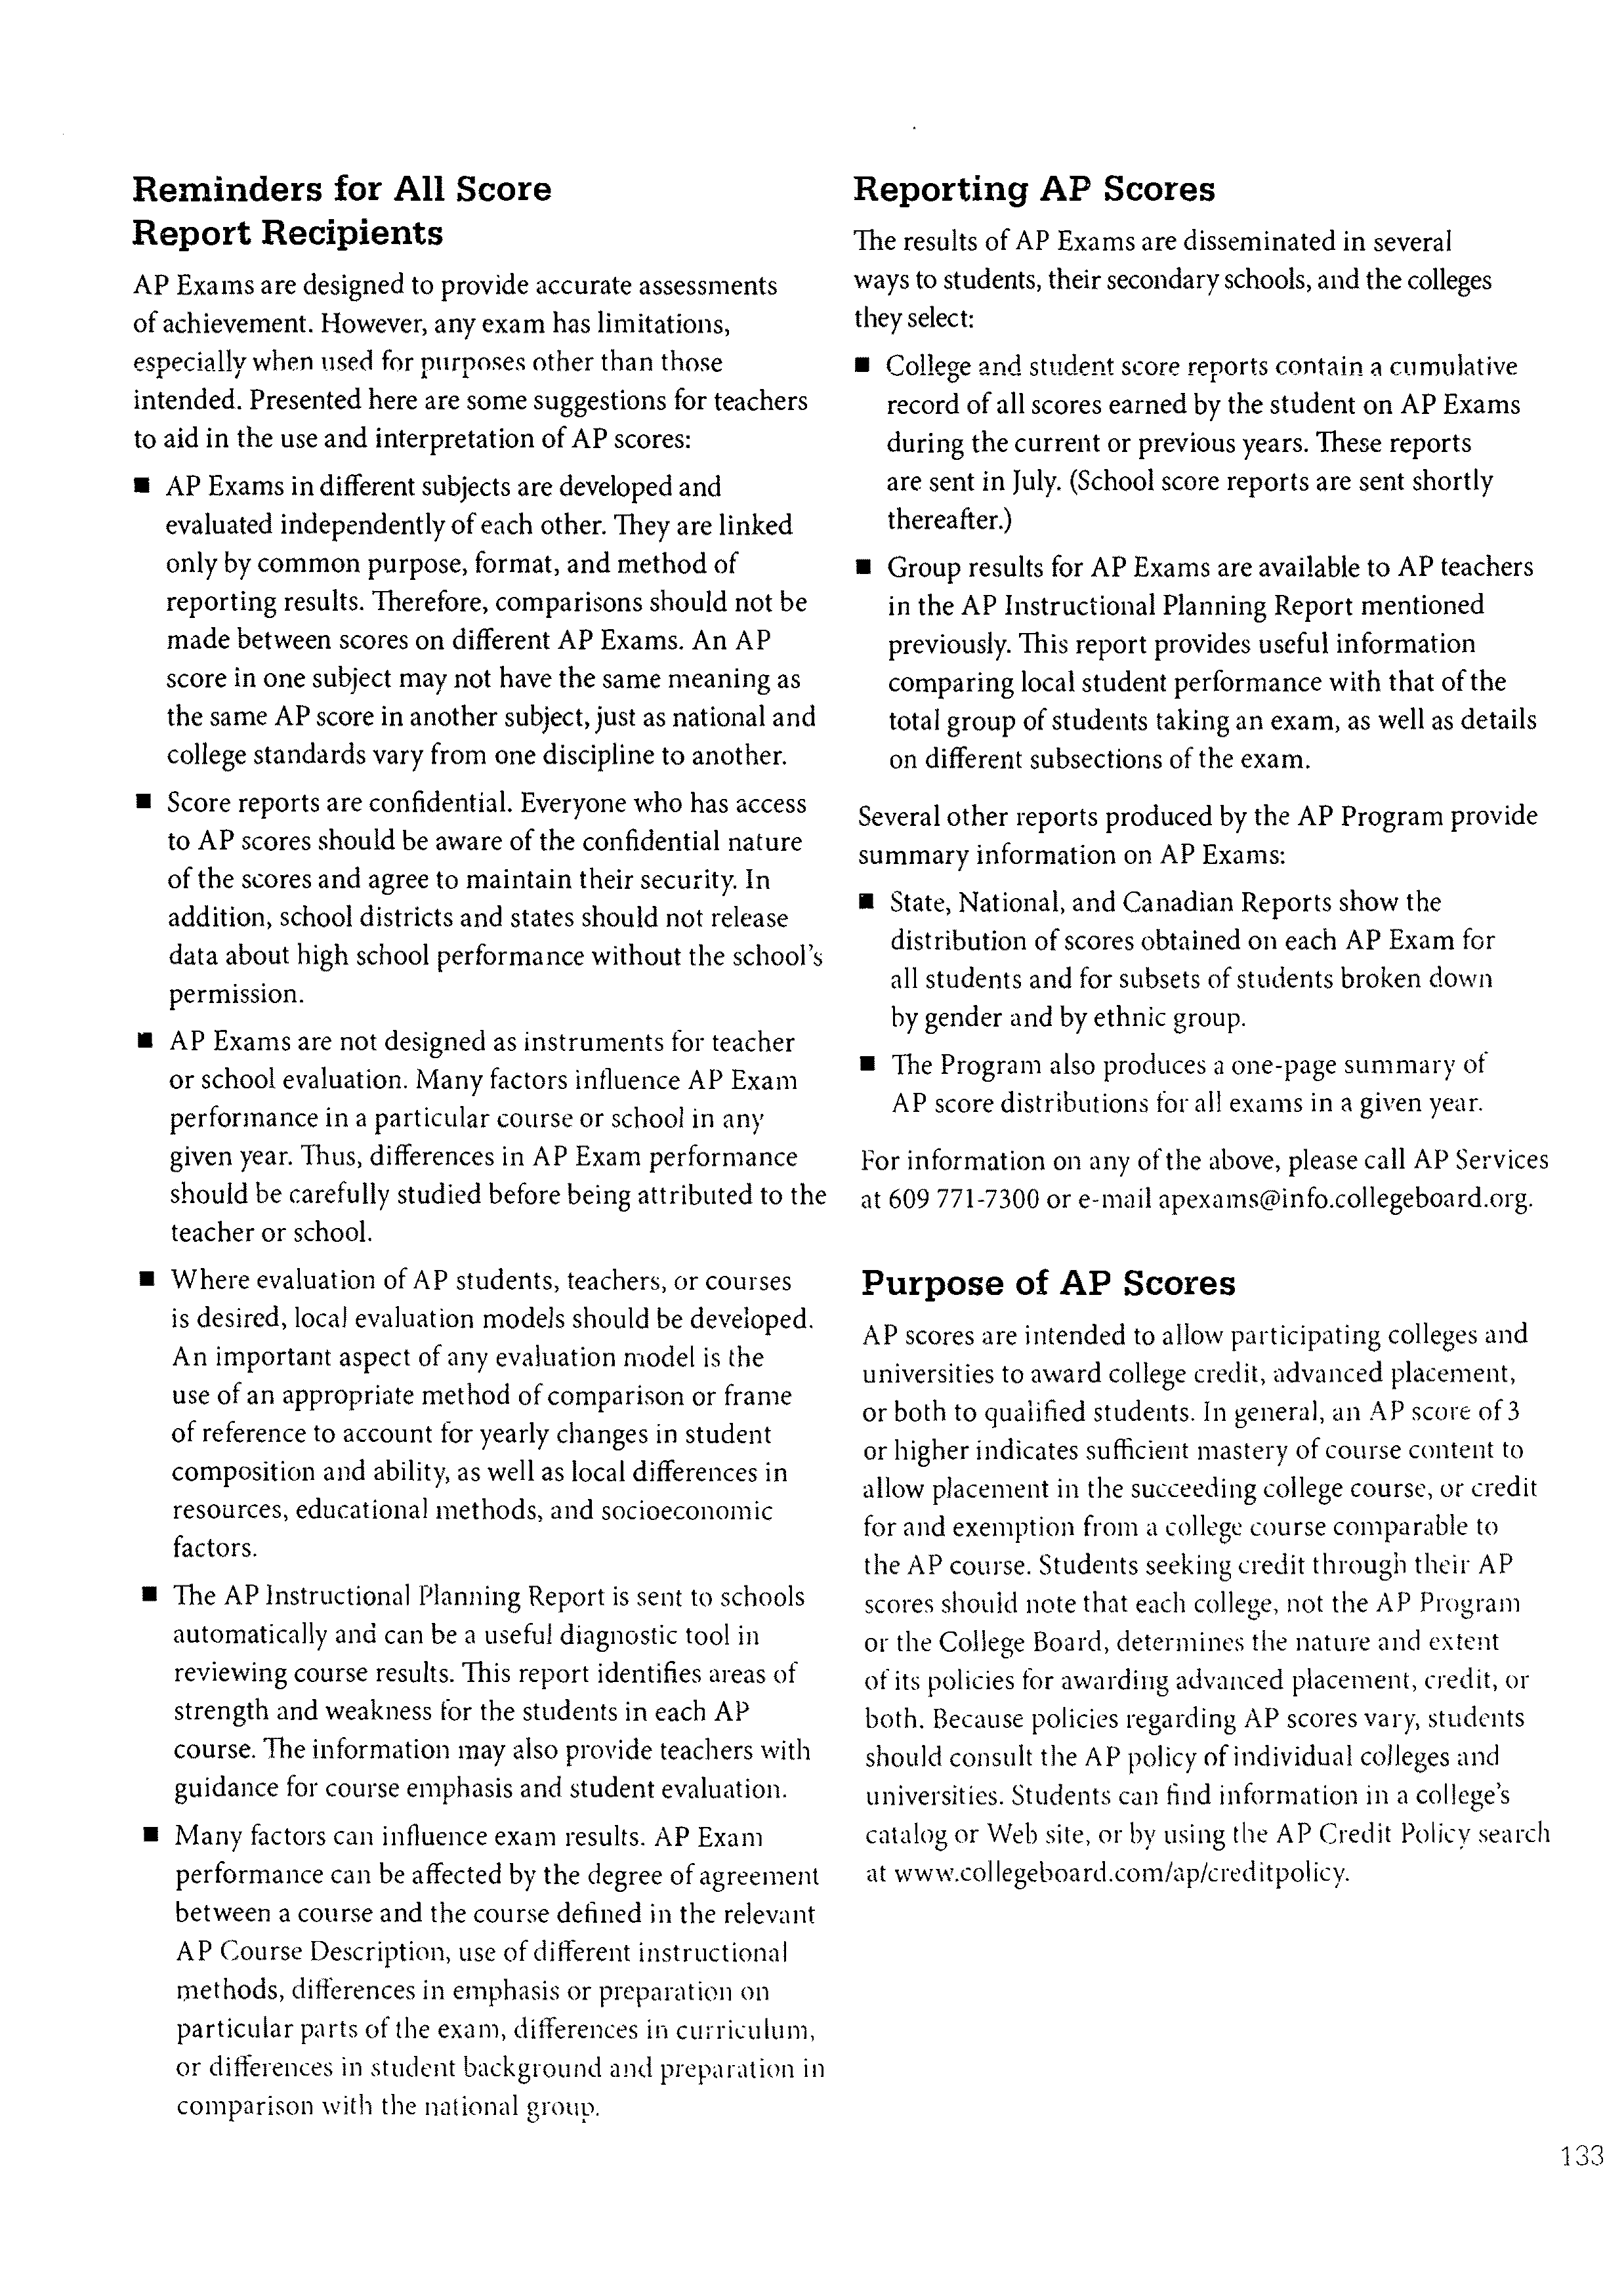 Reminders for All Score
Report Recipients
AP Exams are designed to provide accurate assessments
of achievement. However, any exam has limitations,
especially when used for purposes other than those
intended. Presented here are some suggestions for teachers
to aid in the use and interpretation of AP scores:
■ AP Exams in different subjects are developed and
evaluated independently of each other. They are linked
only by common purpose, format, and method of
reporting results. Therefore, comparisons should not be
made between scores on different AP Exams. An AP
score in one subject may not have the same meaning as
the same AP score in another subject, just as national and
college standards vary from one discipline to another.
■ Score reports are confidential. Everyone who has access
to AP scores should be aware of the confidential nature
of the scores and agree to maintain their security. In
addition, school districts and states should not release
data about high school performance without the school's
permission.
■ AP Exams are not designed as instruments for teacher
or school evaluation. Many factors influence AP Exam
performance in a particular course or school in any
given year. Thus, differences in AP Exam performance
should be carefully studied before being attributed to the
teacher or school.
■ Where evaluation of AP students, teachers, or courses
is desired, local evaluation models should be developed.
An important aspect of any evaluation model is the
use of an appropriate method of comparison or frame
of reference to account for yearly changes in student
composition and ability, as well as local differences in
resources, educational methods, and socioeconomic
factors.
■ The AP Instructional Planning Report is sent to schools
automatically and can be a useful diagnostic tool in
reviewing course results. This report identifies areas of
strength and weakness for the students in each AP
course. The information may also provide teachers with
guidance for course emphasis and student evaluation.
■ Many factors can influence exam results. AP Exam
performance can be affected by the degree of agreement
between a course and the course defined in the relevant
AP Course Description, use of different instructional
methods, differences in emphasis or preparation on
particular parts of the exam, differences in curriculum,
or differences in student background and preparation in
comparison with the national group.
Reporting AP Scores
The results of AP Exams are disseminated in several
ways to students, their secondary schools, and the colleges
they select:
■ College and student score reports contain a cumulative
record of all scores earned by the student on AP Exams
during the current or previous years. These reports
are sent in July. (School score reports are sent shortly
thereafter.)
■ Group results for AP Exams are available to AP teachers
in the AP Instructional Planning Report mentioned
previously. This report provides useful information
comparing local student performance with that of the
total group of students taking an exam, as well as details
on different subsections of the exam.
Several other reports produced by the AP Program provide
summary information on AP Exams:
■ State, National, and Canadian Reports show the
distribution of scores obtained on each AP Exam for
all students and for subsets of students broken down
by gender and by ethnic group.
■ The Program also produces a one-page summary of
AP score distributions for all exams in a given year.
For information on any of the above, please call AP Services
at 609 771-7300 or e-mail apexams@info.collegeboard.org.
Purpose of AP Scores
AP scores are intended to allow participating colleges and
universities to award college credit, advanced placement,
or both to qualified students. In general, an AP score of 3
or higher indicates sufficient mastery of course content to
allow placement in the succeeding college course, or credit
for and exemption from a college course comparable to
the AP course. Students seeking credit through their AP
scores should note that each college, not the AP Program
or the College Board, determines the nature and extent
of its policies for awarding advanced placement, credit, or
both. Because policies regarding AP scores vary, students
should consult the AP policy of individual colleges and
universities. Students can find information in a college's
catalog or Web site, or by using the AP Credit Policy search
at www.collegeboard.com/ap/creditpolicy.
133